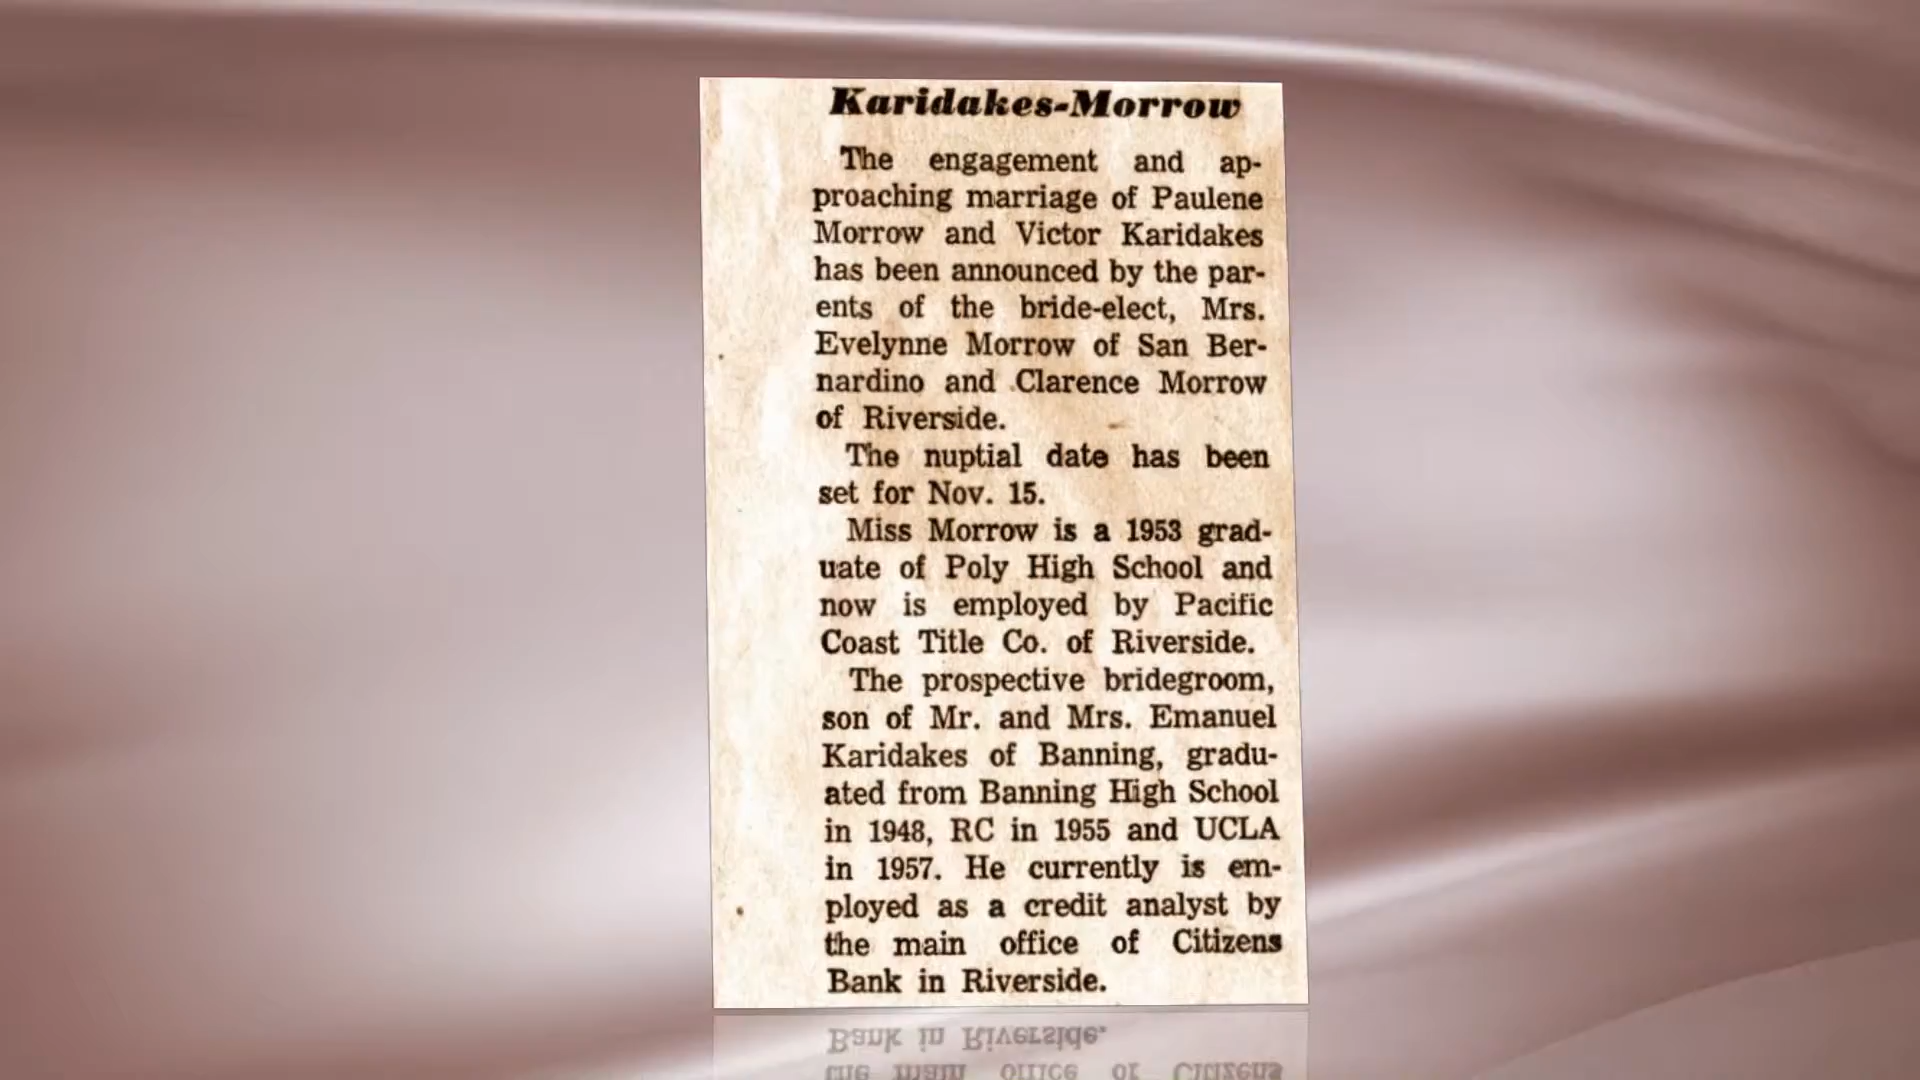 Karidakes-Morrow
The engagement and ap-
proaching marriage of Paulene
Morrow and Victor Karidakes
has been announced by the par-
ents of the bride-elect, Mrs.
Evelynne Morrow of San Ber-
nardino and Clarence Morrow
of Riverside.
The nuptial date has been
set for Nov. 15.
Miss Morrow is a 1953 grad-
uate of Poly High School and
now is employed by Pacific
Coast Title Co. of Riverside.
The prospective bridegroom,
son of Mr. and Mrs. Emanuel
Karidakes of Banning, gradu-
ated from Banning High School
in 1948, RC in 1955 and UCLA
in 1957. He currently is em-
ployed as a credit analyst by
the main office of Citizens
Bank in Riverside.